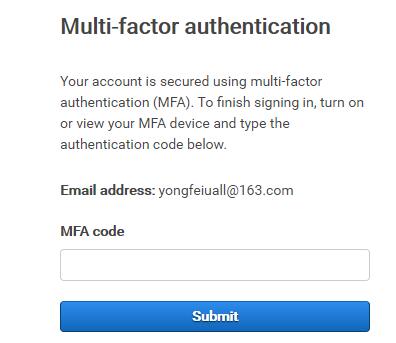 Multi-factor authentication
Your account is secured using multi-factor
authentication (MFA). To finish signing in, turn on
or view your MFA device and type the
authentication code below.
Email address: yongfeiuall@163.com
MFA code
Submit